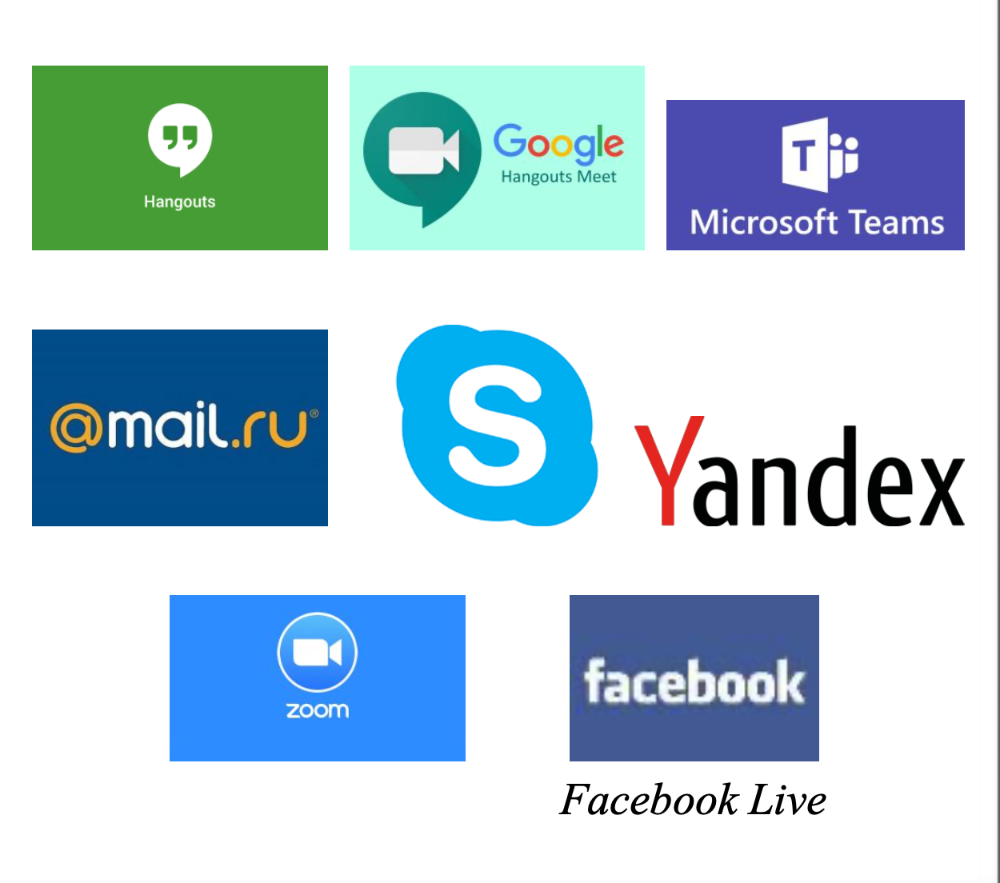 Hangouts
Google
Hangouts Meet
T
Microsoft Teams
@mail.ru®
S
Yandex
zoom
facebook
Facebook Live